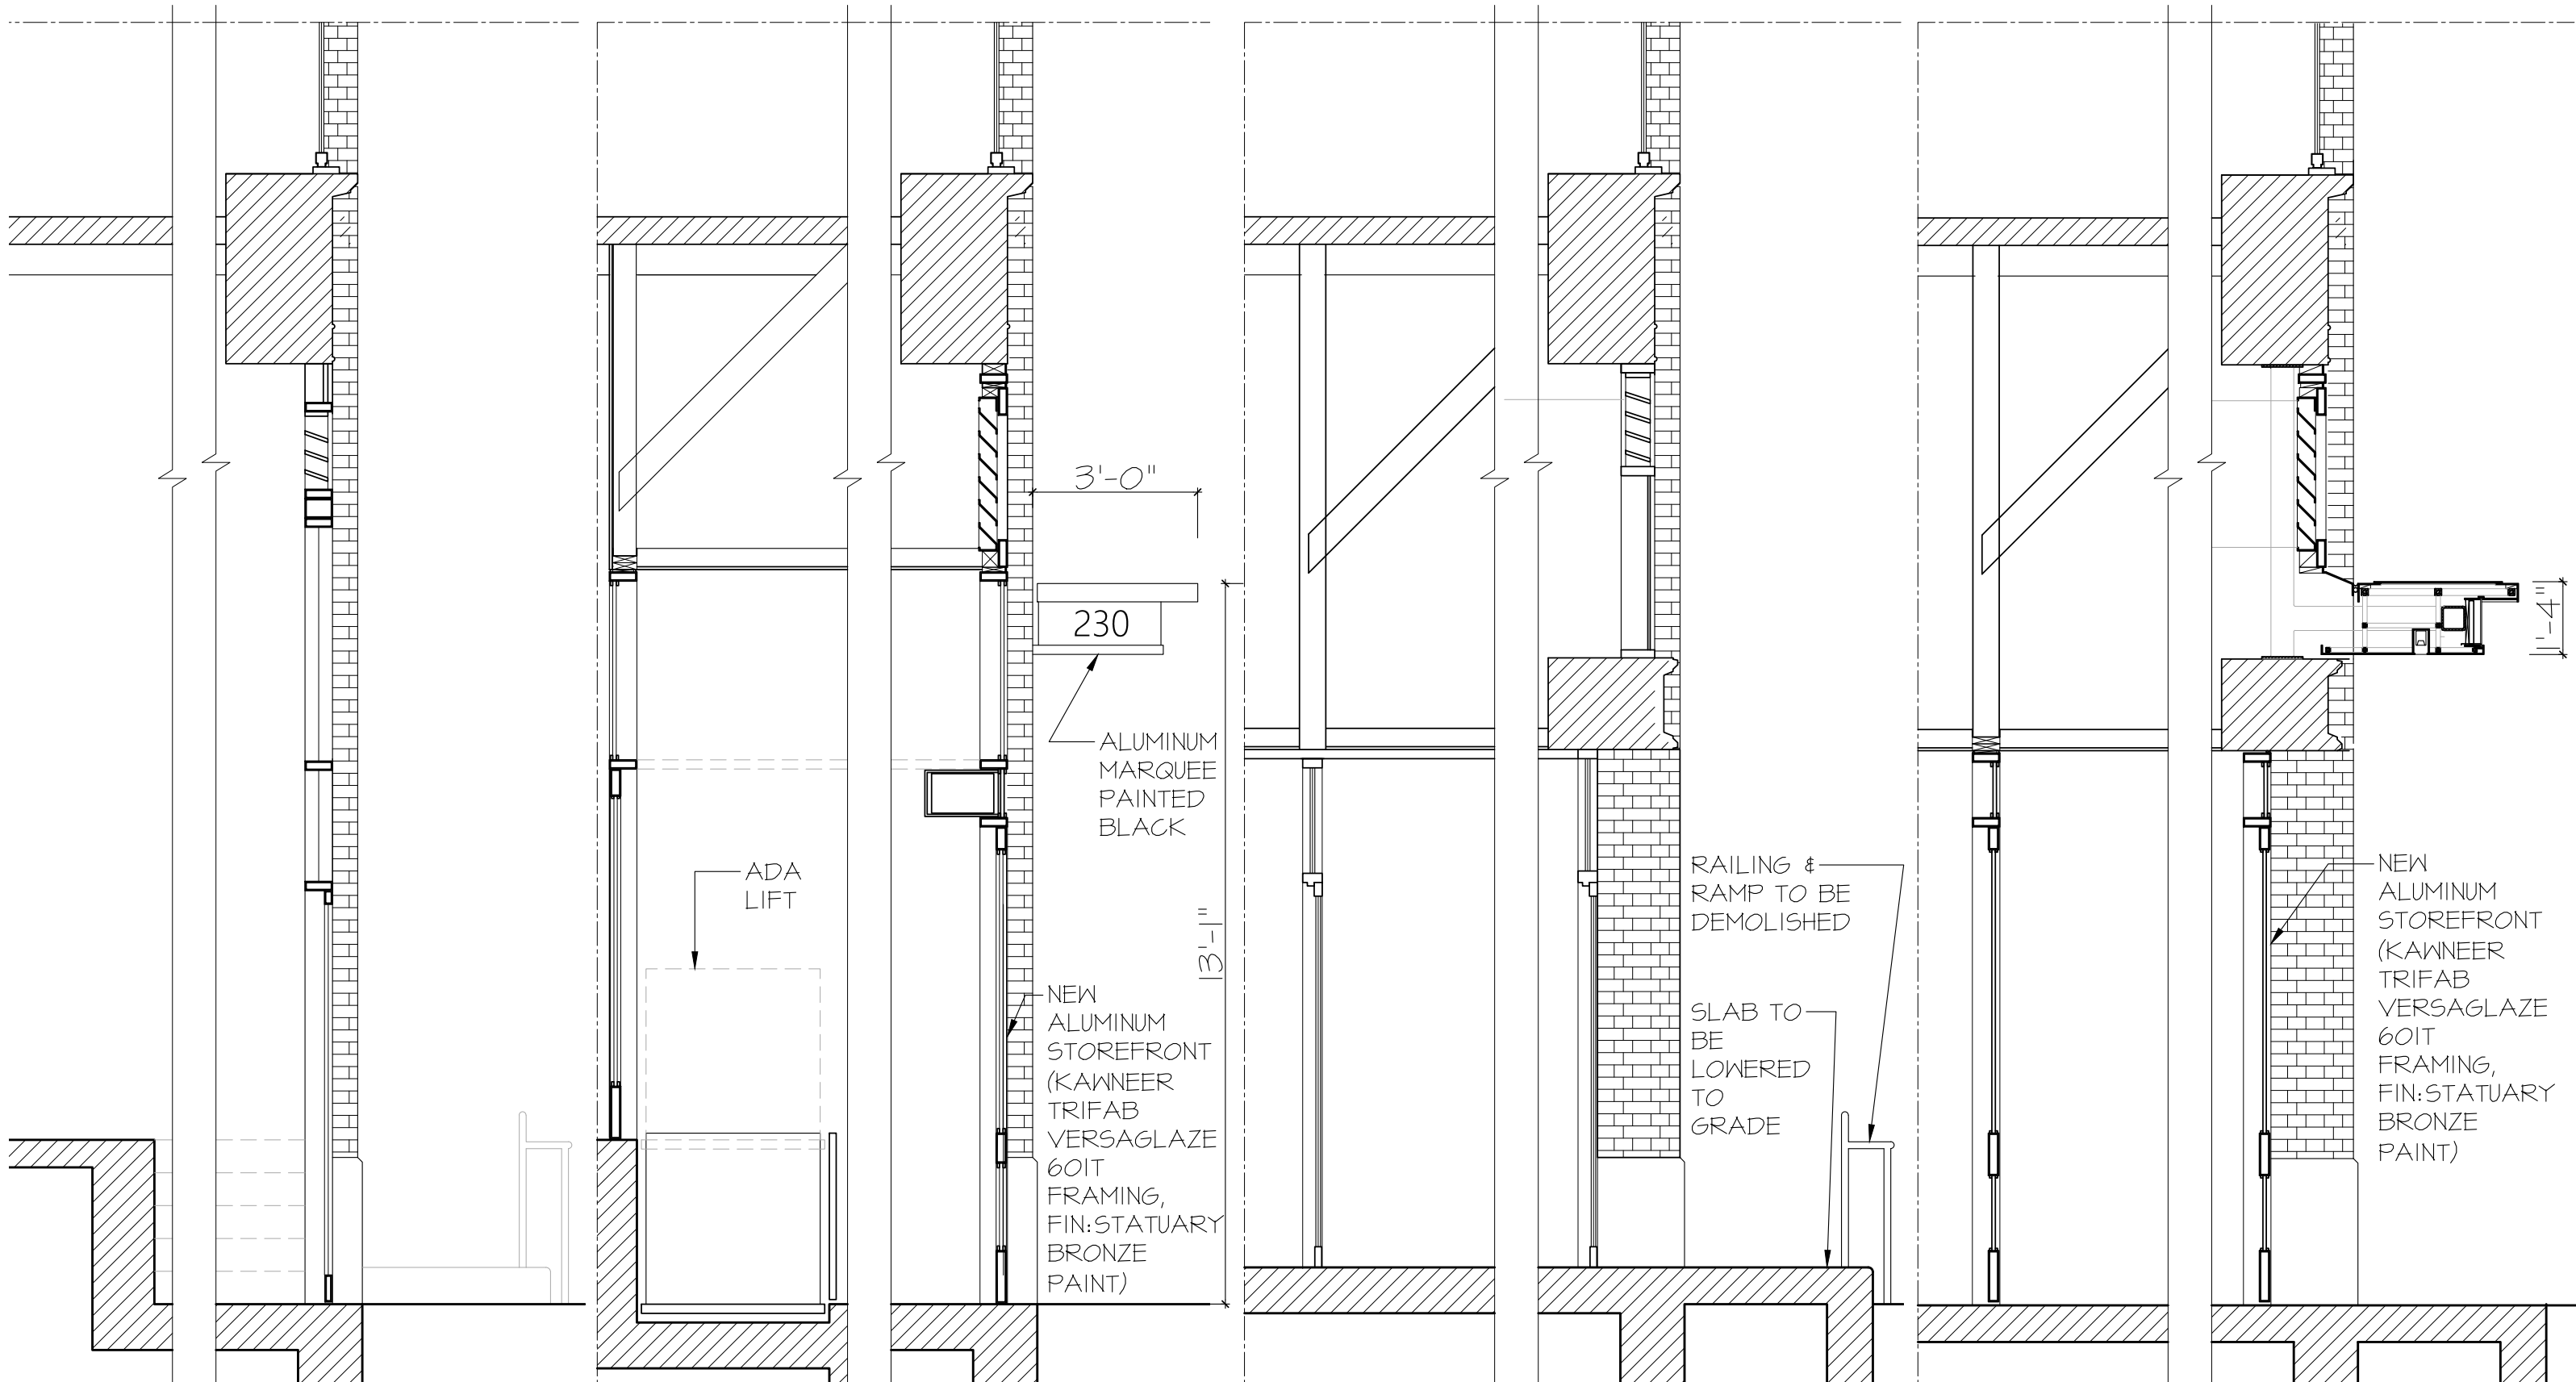 3'-0"
230
ALUMINUM
MARQUEE
PAINTED
BLACK
ADA
LIFT
13'-1"
NEW
ALUMINUM
STOREFRONT
(KAWNEER
TRIFAB
VERSAGLAZE
601T
FRAMING,
FIN:STATUARY
BRONZE
PAINT)
RAILING &
RAMP TO BE
DEMOLISHED
SLAB TO
BE
LOWERED
TO
GRADE
1'-4"
NEW
ALUMINUM
STOREFRONT
(KAWNEER
TRIFAB
VERSAGLAZE
601T
FRAMING,
FIN:STATUARY
BRONZE
PAINT)